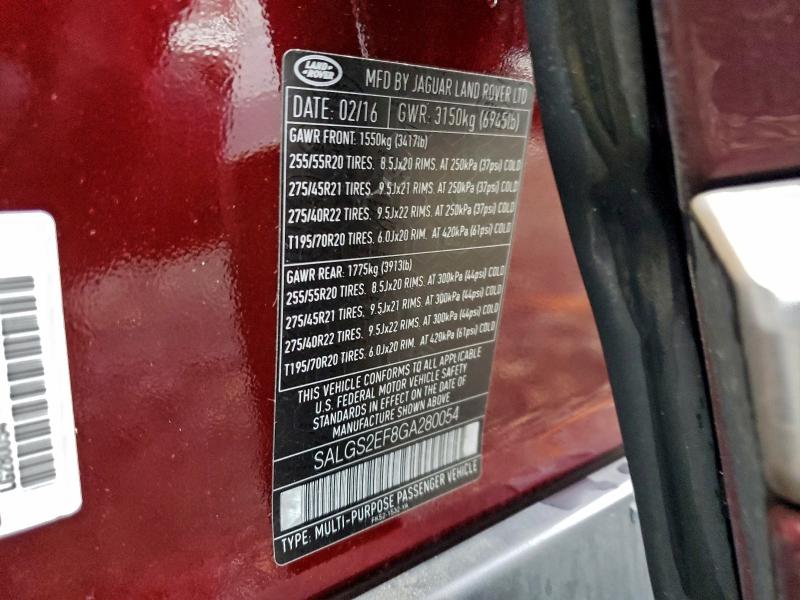 LAND ROVER
MFD BY JAGUAR LAND ROVER LTD
DATE: 02/16 GWR: 3150kg (6945lb)
GAWR FRONT: 1550kg (3417lb)
255/55R20 TIRES. 8.5Jx20 RIMS. AT 250kPa (37psi) COLD
275/45R21 TIRES. 9.5Jx21 RIMS. AT 250kPa (37psi) COLD
275/40R22 TIRES. 9.5Jx22 RIMS. AT 250kPa (37psi) COLD
T195/70R20 TIRES. 6.0Jx20 RIM. AT 420kPa (61psi) COLD
GAWR REAR: 1775kg (3913lb)
255/55R20 TIRES. 8.5Jx20 RIMS. AT 300kPa (44psi) COLD
275/45R21 TIRES. 9.5Jx21 RIMS. AT 300kPa (44psi) COLD
275/40R22 TIRES. 9.5Jx22 RIMS. AT 300kPa (44psi) COLD
T195/70R20 TIRES. 6.0Jx20 RIM. AT 420kPa (61psi) COLD
THIS VEHICLE CONFORMS TO ALL APPLICABLE
U.S. FEDERAL MOTOR VEHICLE SAFETY
STANDARDS IN EFFECT ON THE DATE OF
MANUFACTURE SHOWN ABOVE
SALGS2EF8GA280054
TYPE: MULTI-PURPOSE PASSENGER VEHICLE